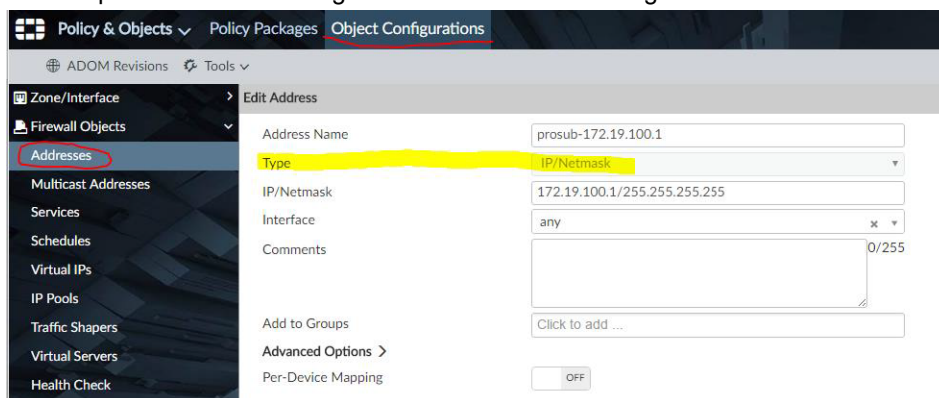 Policy & Objects Policy Packages Object Configurations
ADOM Revisions Tools
Zone/Interface
Firewall Objects
Addresses
Multicast Addresses
Services
Schedules
Virtual IPs
IP Pools
Traffic Shapers
Virtual Servers
Health Check
Edit Address
Address Name prosub-172.19.100.1
Type IP/Netmask
IP/Netmask 172.19.100.1/255.255.255.255
Interface any
Comments 0/255
Add to Groups Click to add ...
Advanced Options >
Per-Device Mapping OFF